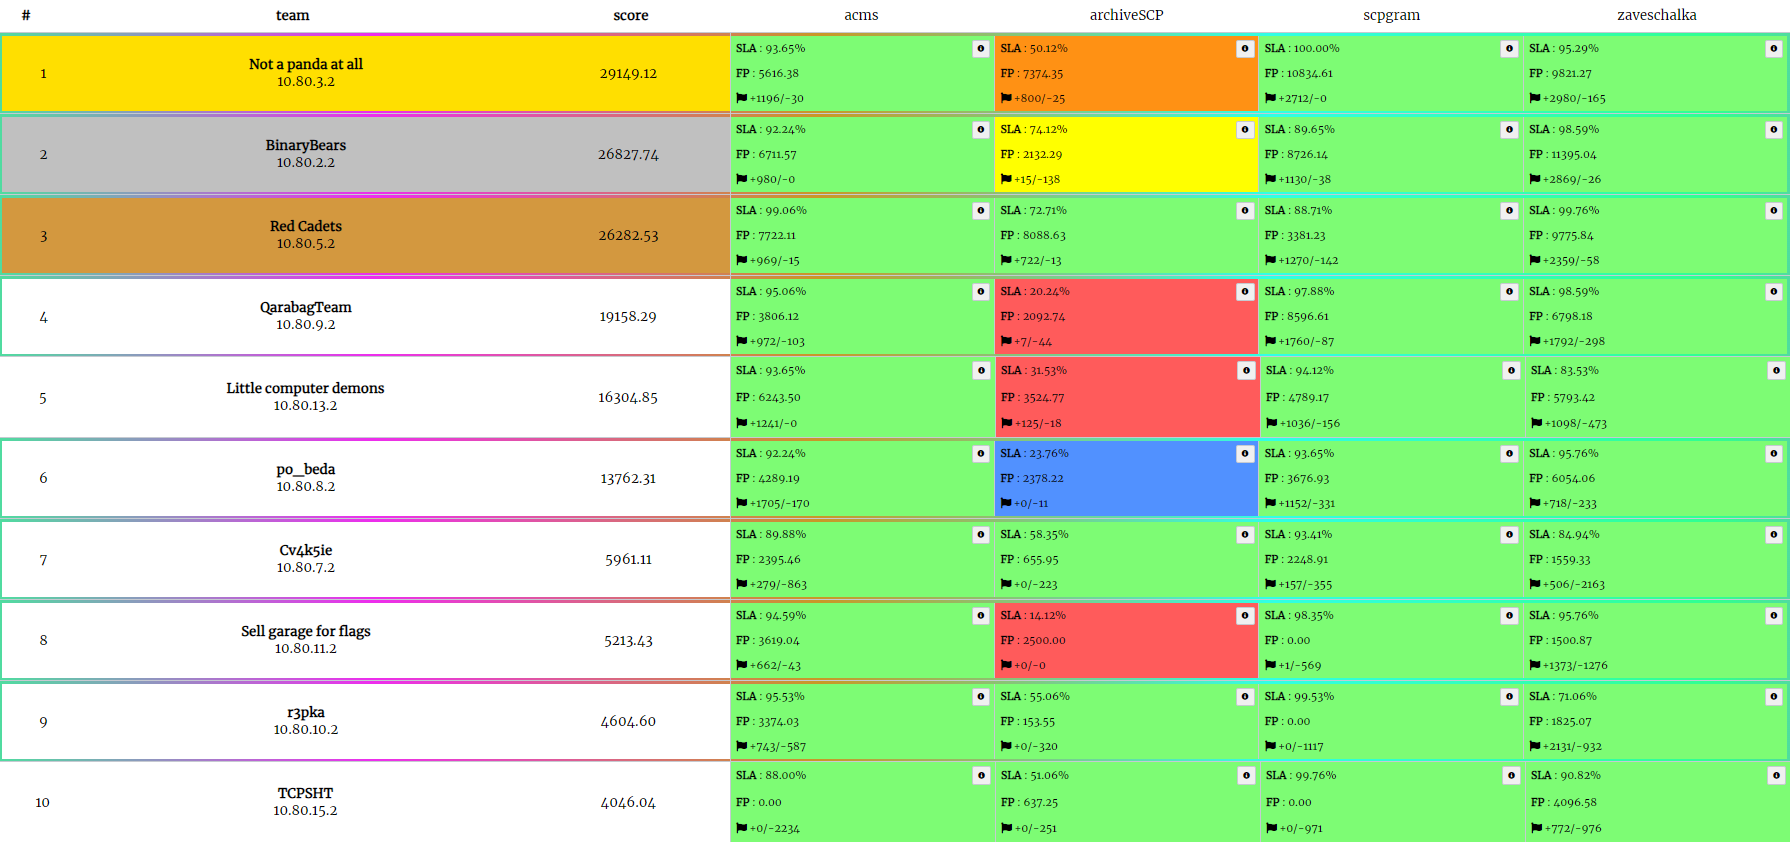 # team score acms archiveSCP scpgram zaveschalka
1 Not a panda at all 10.80.3.2 29149.12
SLA : 93.65% FP : 5616.38 +1196/-30
SLA : 50.12% FP : 7374.35 +800/-25
SLA : 100.00% FP : 10834.61 +2712/-0
SLA : 95.29% FP : 9821.27 +2980/-165
2 BinaryBears 10.80.2.2 26827.74
SLA : 92.24% FP : 6711.57 +980/-0
SLA : 74.12% FP : 2132.29 +15/-138
SLA : 89.65% FP : 8726.14 +1130/-38
SLA : 98.59% FP : 11395.04 +2869/-26
3 Red Cadets 10.80.5.2 26282.53
SLA : 99.06% FP : 7722.11 +969/-15
SLA : 72.71% FP : 8088.63 +722/-13
SLA : 88.71% FP : 3381.23 +1270/-142
SLA : 99.76% FP : 9775.84 +2359/-58
4 QarabagTeam 10.80.9.2 19158.29
SLA : 95.06% FP : 3806.12 +972/-103
SLA : 20.24% FP : 2092.74 +7/-44
SLA : 97.88% FP : 8596.61 +1760/-87
SLA : 98.59% FP : 6798.18 +1792/-298
5 Little computer demons 10.80.13.2 16304.85
SLA : 93.65% FP : 6243.50 +1241/-0
SLA : 31.53% FP : 3524.77 +125/-18
SLA : 94.12% FP : 4789.17 +1036/-156
SLA : 83.53% FP : 5793.42 +1098/-473
6 po_beda 10.80.8.2 13762.31
SLA : 92.24% FP : 4289.19 +1705/-170
SLA : 23.76% FP : 2378.22 +0/-11
SLA : 93.65% FP : 3676.93 +1152/-331
SLA : 95.76% FP : 6054.06 +718/-233
7 Cv4k5ie 10.80.7.2 5961.11
SLA : 89.88% FP : 2395.46 +279/-863
SLA : 58.35% FP : 655.95 +0/-223
SLA : 93.41% FP : 2248.91 +157/-355
SLA : 84.94% FP : 1559.33 +506/-2163
8 Sell garage for flags 10.80.11.2 5213.43
SLA : 94.59% FP : 3619.04 +662/-43
SLA : 14.12% FP : 2500.00 +0/-0
SLA : 98.35% FP : 0.00 +1/-569
SLA : 95.76% FP : 1500.87 +1373/-1276
9 r3pka 10.80.10.2 4604.60
SLA : 95.53% FP : 3374.03 +743/-587
SLA : 55.06% FP : 153.55 +0/-320
SLA : 99.53% FP : 0.00 +0/-1117
SLA : 71.06% FP : 1825.07 +2131/-932
10 TCPSHT 10.80.15.2 4046.04
SLA : 88.00% FP : 0.00 +0/-2234
SLA : 51.06% FP : 637.25 +0/-251
SLA : 99.76% FP : 0.00 +0/-971
SLA : 90.82% FP : 4096.58 +772/-976